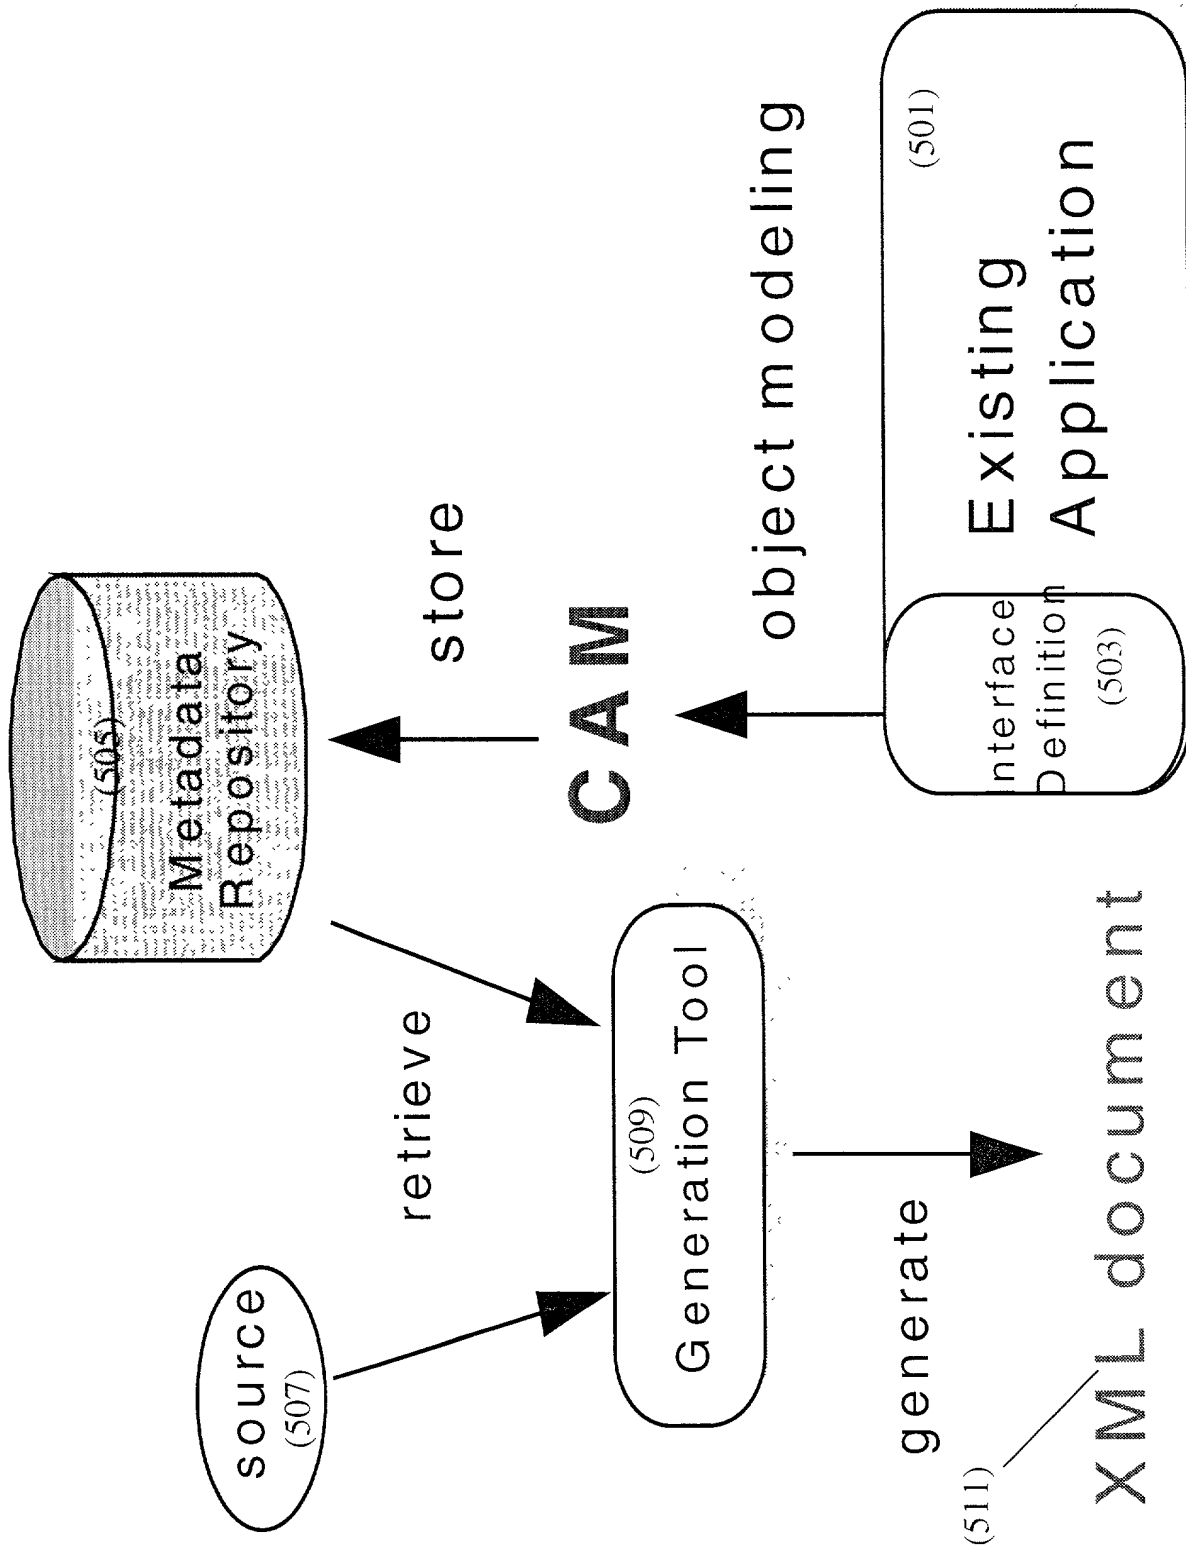 source
(507)
retrieve
(505)
Metadata
Repository
store
CAM
(509)
Generation Tool
object modeling
generate
(511)
XML document
Interface
Definition
(503)
(501)
Existing
Application